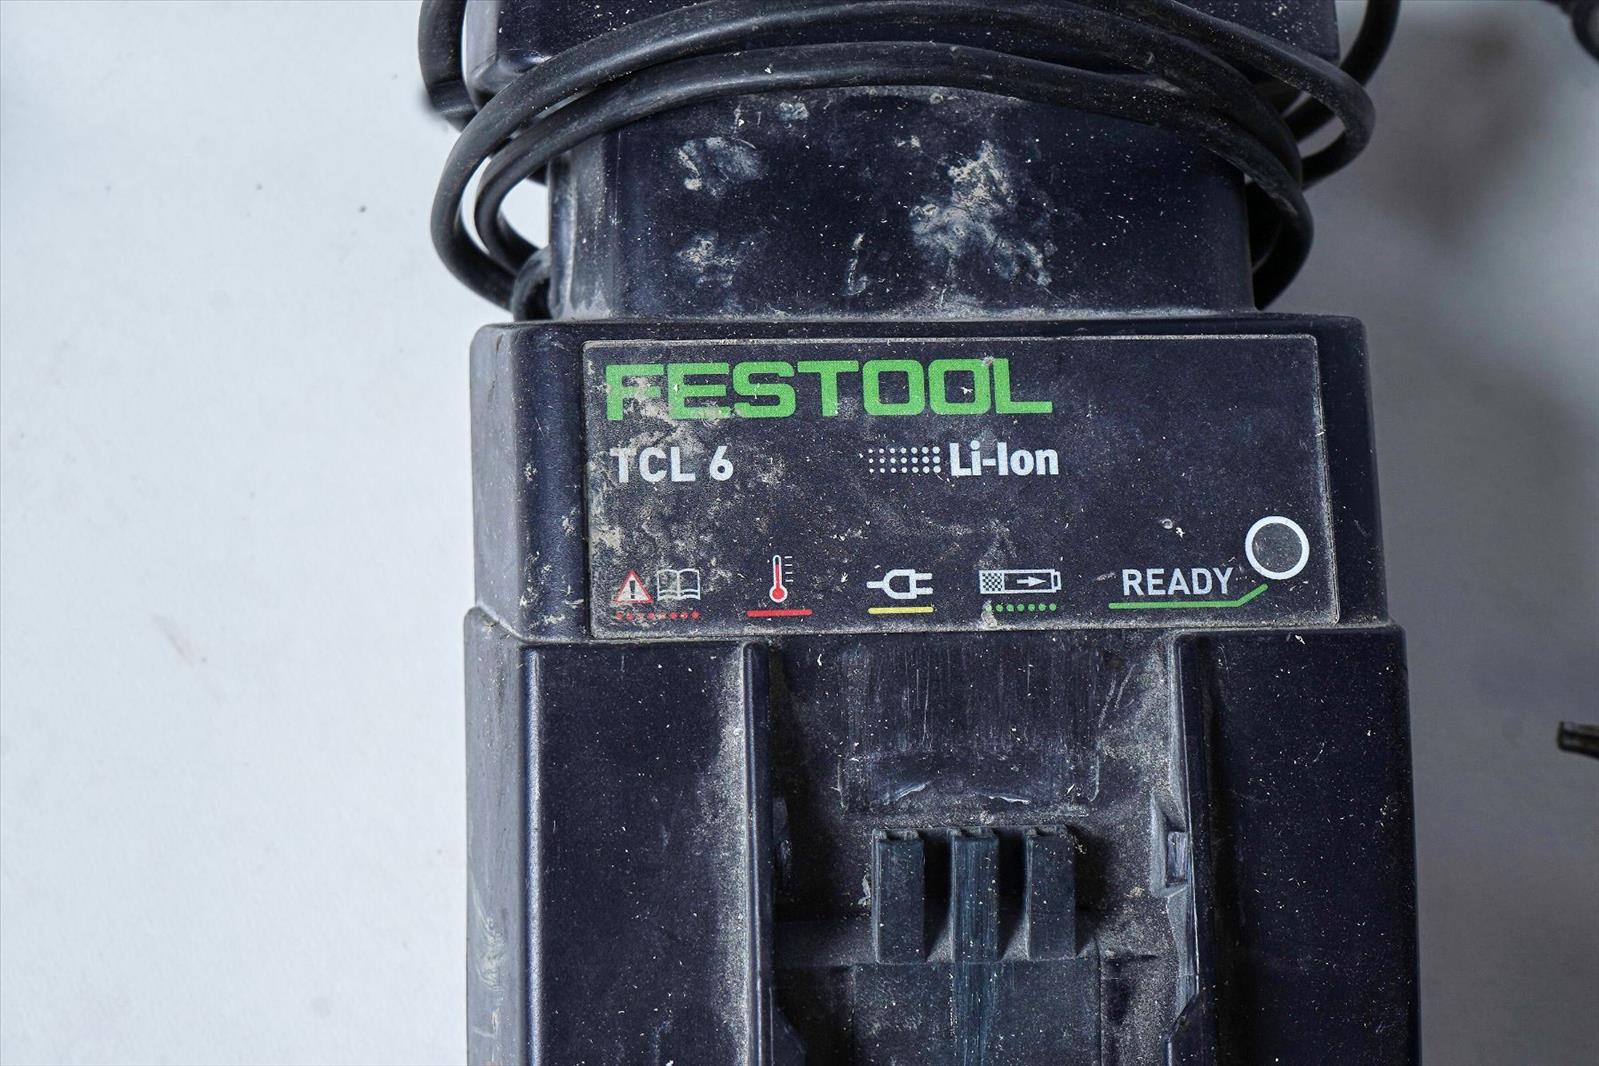 FESTOOL
TCL 6
Li-Ion
READY